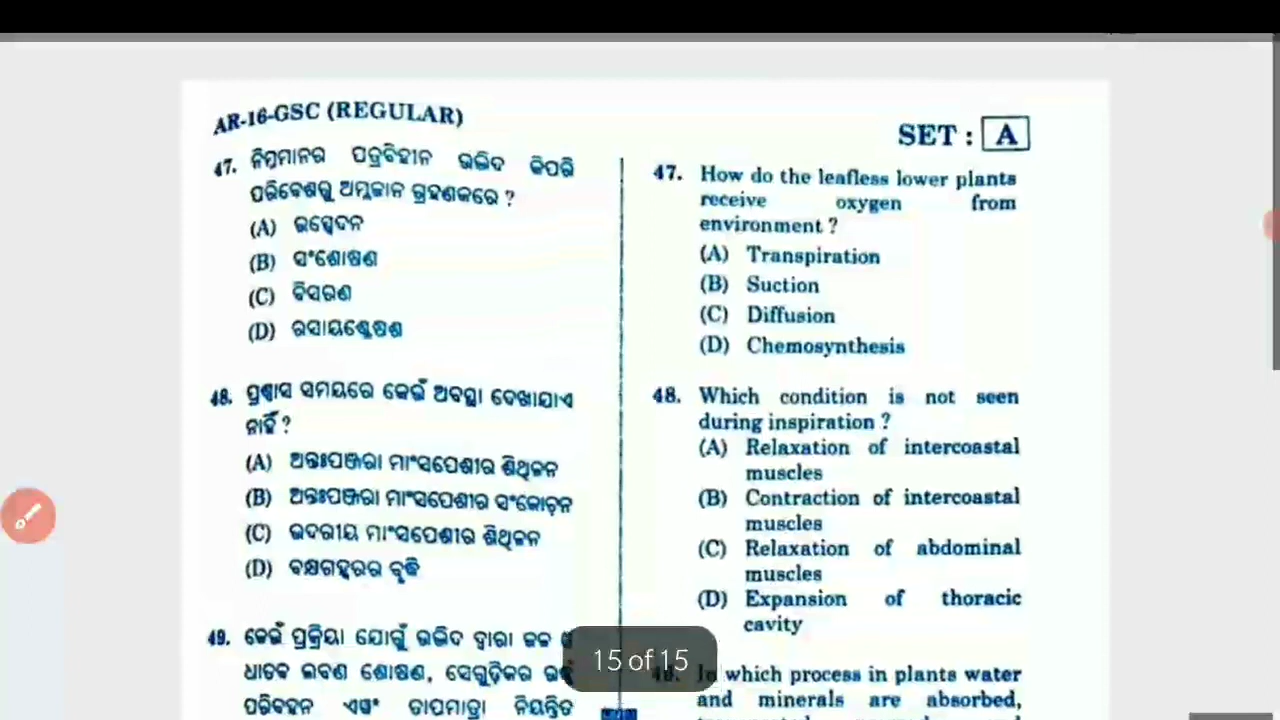 AR-16-GSC (REGULAR)
SET : A
47. ନିମ୍ନମାନର ପତ୍ରବିହୀନ ଉଦ୍ଭିଦ କିପରି
ପରିବେଶରୁ ଅମ୍ଳଜାନ ଗ୍ରହଣକରେ ?
(A) ଉତ୍ସ୍ୱେଦନ
(B) ସଂଶୋଷଣ
(C) ବିସରଣ
(D) ରସାୟଶ୍ଳେଷଣ
48. ପ୍ରଶ୍ୱାସ ସମୟରେ କେଉଁ ଅବସ୍ଥା ଦେଖାଯାଏ
ନାହିଁ ?
(A) ଅନ୍ତଃପଞ୍ଜରା ମାଂସପେଶୀର ଶିଥିଳନ
(B) ଅନ୍ତଃପଞ୍ଜରା ମାଂସପେଶୀର ସଂକୋଚନ
(C) ଉଦରୀୟ ମାଂସପେଶୀର ଶିଥିଳନ
(D) ବକ୍ଷଗହ୍ୱରର ବୃଦ୍ଧି
49. କେଉଁ ପ୍ରକ୍ରିୟା ଯୋଗୁଁ ଉଦ୍ଭିଦ ଦ୍ୱାରା ଜଳ
ଧାତବ ଲବଣ ଶୋଷଣ, ସେଗୁଡ଼ିକର
ପରିବହନ ଏବଂ ତାପମାତ୍ରା ନିୟନ୍ତ୍ରିତ
47. How do the leafless lower plants
receive oxygen from
environment ?
(A) Transpiration
(B) Suction
(C) Diffusion
(D) Chemosynthesis
48. Which condition is not seen
during inspiration ?
(A) Relaxation of intercoastal
muscles
(B) Contraction of intercoastal
muscles
(C) Relaxation of abdominal
muscles
(D) Expansion of thoracic
cavity
which process in plants water
and minerals are absorbed,
15 of 15